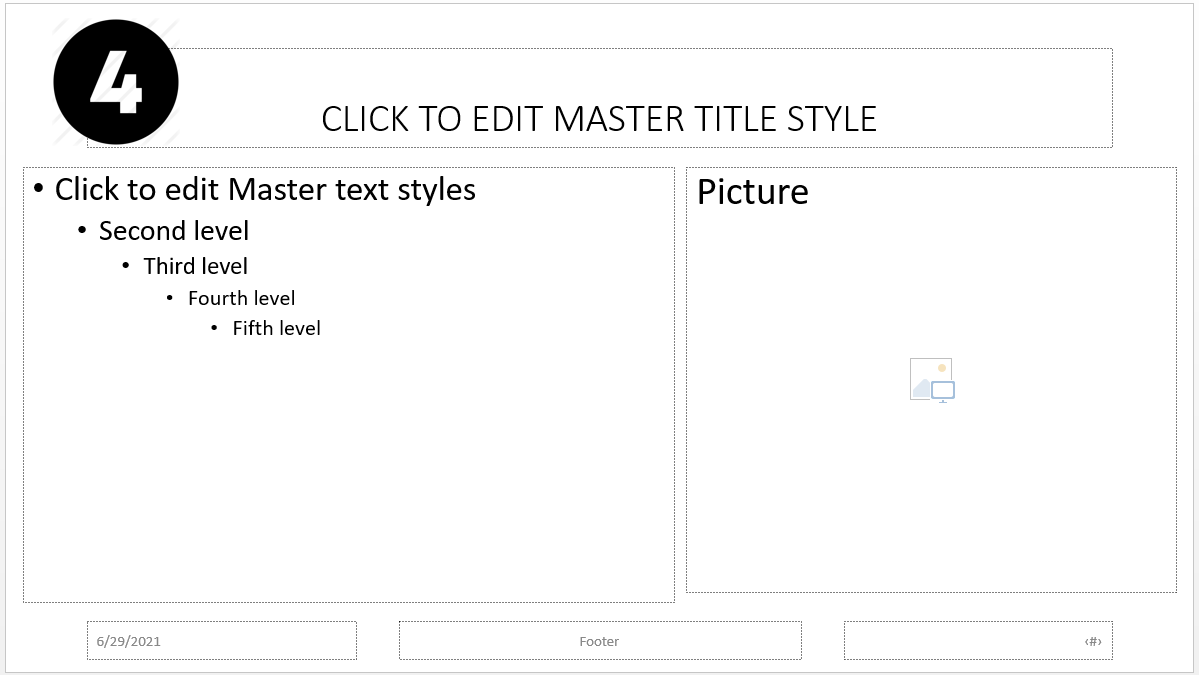 4
CLICK TO EDIT MASTER TITLE STYLE
• Click to edit Master text styles
• Second level
• Third level
• Fourth level
• Fifth level
Picture
6/29/2021
Footer
‹#›